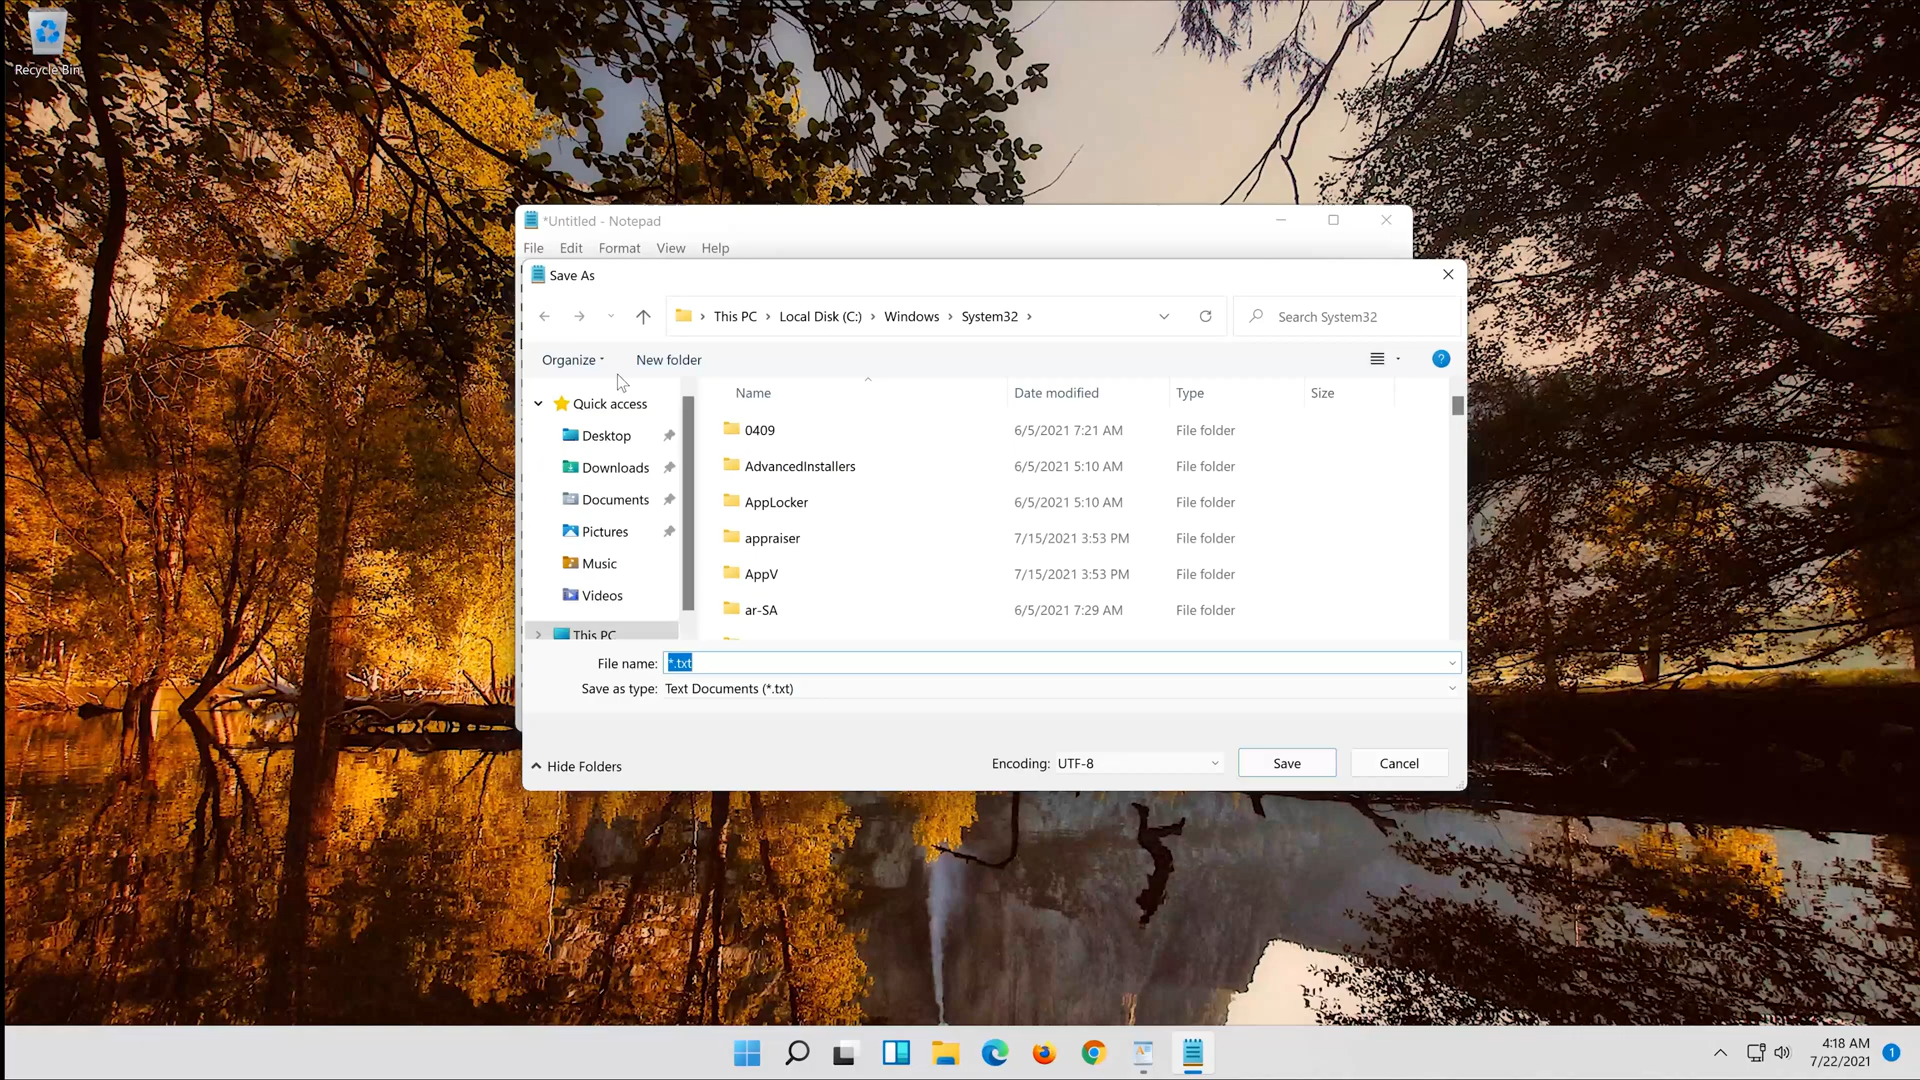 Recycle Bin
*Untitled - Notepad
File Edit Format View Help
Save As
This PC Local Disk (C:) Windows System32
Search System32
Organize New folder
Name Date modified Type Size
Quick access
Desktop
Downloads
Documents
Pictures
Music
Videos
This PC
0409 6/5/2021 7:21 AM File folder
AdvancedInstallers 6/5/2021 5:10 AM File folder
AppLocker 6/5/2021 5:10 AM File folder
appraiser 7/15/2021 3:53 PM File folder
AppV 7/15/2021 3:53 PM File folder
ar-SA 6/5/2021 7:29 AM File folder
File name: *.txt
Save as type: Text Documents (*.txt)
Hide Folders
Encoding: UTF-8
Save Cancel
4:18 AM
7/22/2021
1